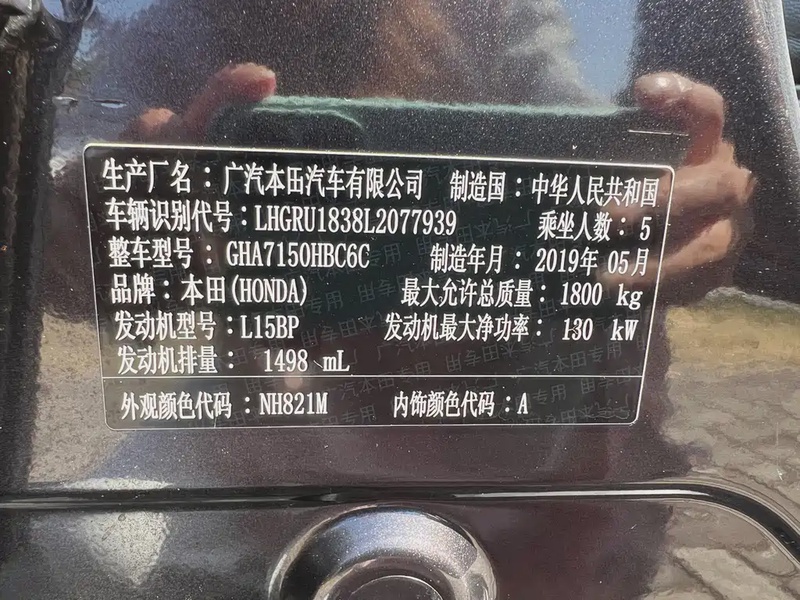 生产厂名：广汽本田汽车有限公司 制造国：中华人民共和国
车辆识别代号：LHGRU1838L2077939 乘坐人数：5
整车型号：GHA7150HBC6C 制造年月：2019年 05月
品牌：本田(HONDA) 最大允许总质量：1800 kg
发动机型号：L15BP 发动机最大净功率：130 kW
发动机排量：1498 mL
外观颜色代码：NH821M 内饰颜色代码：A